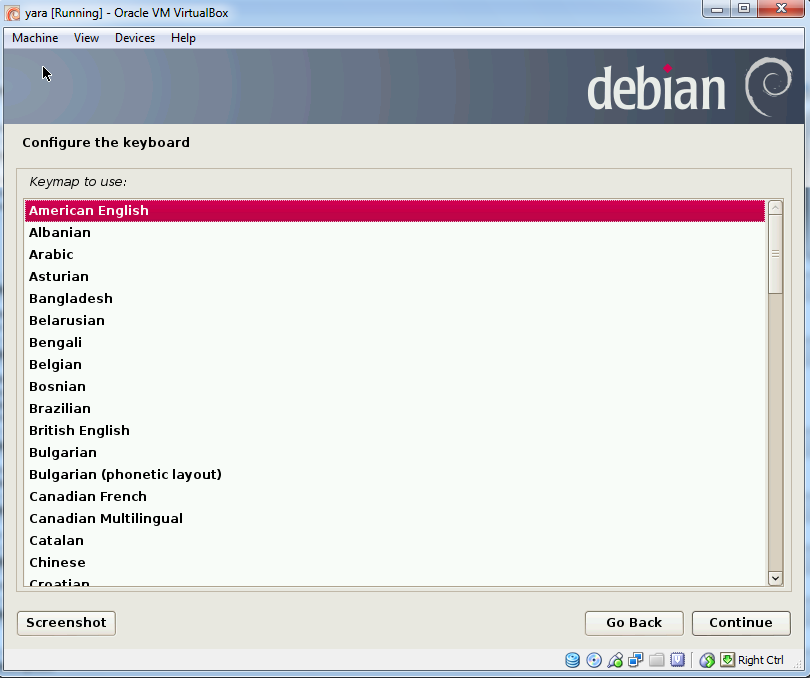 yara [Running] - Oracle VM VirtualBox
Machine View Devices Help
debian
Configure the keyboard
Keymap to use:
American English
Albanian
Arabic
Asturian
Bangladesh
Belarusian
Bengali
Belgian
Bosnian
Brazilian
British English
Bulgarian
Bulgarian (phonetic layout)
Canadian French
Canadian Multilingual
Catalan
Chinese
Croatian
Screenshot Go Back Continue
Right Ctrl